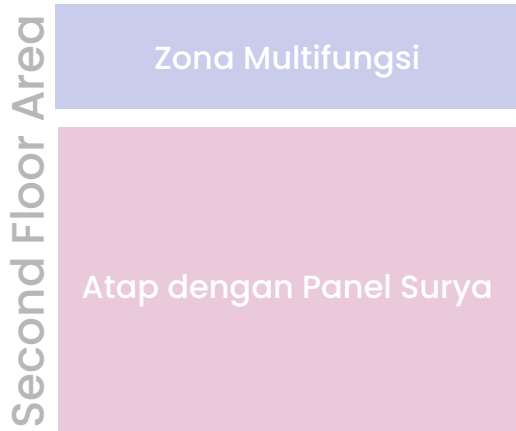 Second Floor Area
Zona Multifungsi
Atap dengan Panel Surya